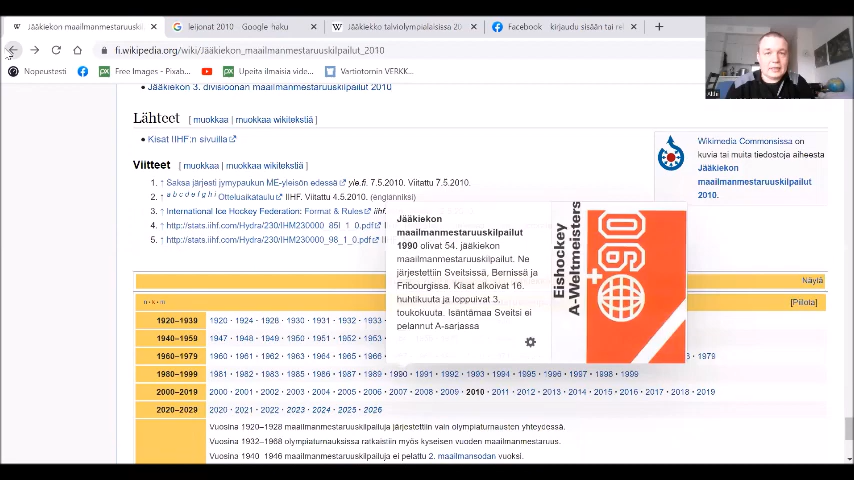 Jääkiekon maailmanmestaruuskilp
leijonat 2010 - Google-haku
Jääkiekko talviolympialaisissa 20
Facebook – kirjaudu sisään tai rek
fi.wikipedia.org/wiki/Jääkiekon_maailmanmestaruuskilpailut_2010
Nopeustesti
Free Images - Pixab...
Upeita ilmaisia video...
Vartiotornin VERKK...
Ahti
• Jääkiekon 3. divisioonan maailmanmestaruuskilpailut 2010
Lähteet [ muokkaa | muokkaa wikitekstiä ]
• Kisat IIHF:n sivuilla
Viitteet [ muokkaa | muokkaa wikitekstiä ]
1. ↑ Saksa järjesti jymypaukun ME-yleisön edessä yle.fi. 7.5.2010. Viitattu 7.5.2010.
2. ↑ a b c d e f g h i Otteluaikataulu IIHF. Viitattu 4.5.2010. (englanniksi)
3. ↑ International Ice Hockey Federation: Format & Rules iihf.
4. ↑ http://stats.iihf.com/Hydra/230/IHM230000_85I_1_0.pdf
5. ↑ http://stats.iihf.com/Hydra/230/IHM230000_98_1_0.pdf
Wikimedia Commonsissa on
kuvia tai muita tiedostoja aiheesta
Jääkiekon
maailmanmestaruuskilpailut
2010.
Jääkiekon
maailmanmestaruuskilpailut
1990 olivat 54. jääkiekon
maailmanmestaruuskilpailut. Ne
järjestettiin Sveitsissä, Bernissä ja
Fribourgissa. Kisat alkoivat 16.
huhtikuuta ja loppuivat 3.
toukokuuta. Isäntämaa Sveitsi ei
pelannut A-sarjassa
Eishockey
A-Weltmeisters
90
Näytä
n · k · m
[Piilota]
1920–1939 1920 · 1924 · 1928 · 1930 · 1931 · 1932 · 1933
1940–1959 1947 · 1948 · 1949 · 1950 · 1951 · 1952 ·
1960–1979 1960 · 1961 · 1962 · 1963 · 1964 · 1965 · 1966 · 1979
1980–1999 1981 · 1982 · 1983 · 1985 · 1986 · 1987 · 1989 · 1990 · 1991 · 1992 · 1993 · 1994 · 1995 · 1996 · 1997 · 1998 · 1999
2000–2019 2000 · 2001 · 2002 · 2003 · 2004 · 2005 · 2006 · 2007 · 2008 · 2009 · 2010 · 2011 · 2012 · 2013 · 2014 · 2015 · 2016 · 2017 · 2018 · 2019
2020–2029 2020 · 2021 · 2022 · 2023 · 2024 · 2025 · 2026
Vuosina 1920–1928 maailmanmestaruuskilpailuja järjestettiin vain olympiaturnausten yhteydessä.
Vuosina 1932–1968 olympiaturnauksissa ratkaistiin myös kyseisen vuoden maailmanmestaruus.
Vuosina 1940–1946 maailmanmestaruuskilpailuja ei pelattu 2. maailmansodan vuoksi.